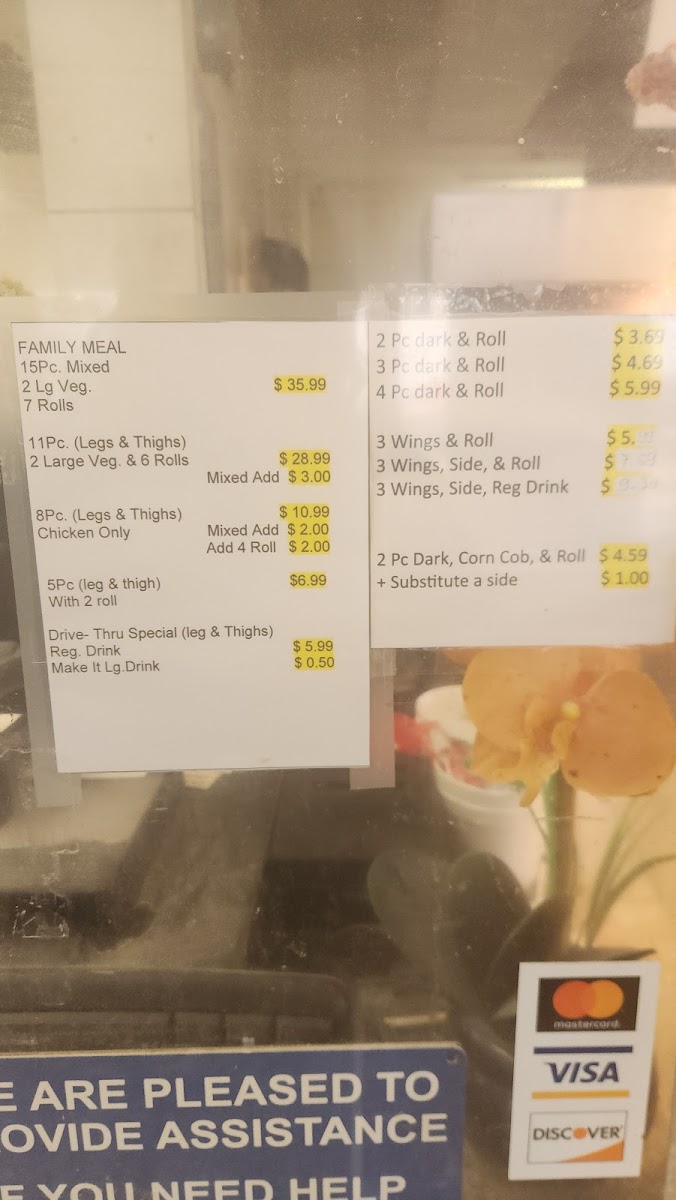 FAMILY MEAL
15Pc. Mixed
2 Lg Veg. $ 35.99
7 Rolls
11Pc. (Legs & Thighs)
2 Large Veg. & 6 Rolls $ 28.99
Mixed Add $ 3.00
8Pc. (Legs & Thighs) $ 10.99
Chicken Only Mixed Add $ 2.00
Add 4 Roll $ 2.00
5Pc (leg & thigh) $6.99
With 2 roll
Drive- Thru Special (leg & Thighs)
Reg. Drink $ 5.99
Make It Lg.Drink $ 0.50
2 Pc dark & Roll $ 3.69
3 Pc dark & Roll $ 4.69
4 Pc dark & Roll $ 5.99
3 Wings & Roll $ 5.
3 Wings, Side, & Roll $
3 Wings, Side, Reg Drink $
2 Pc Dark, Corn Cob, & Roll $ 4.59
+ Substitute a side $ 1.00
mastercard
VISA
DISCOVER
E ARE PLEASED TO
OVIDE ASSISTANCE
YOU NEED HELP